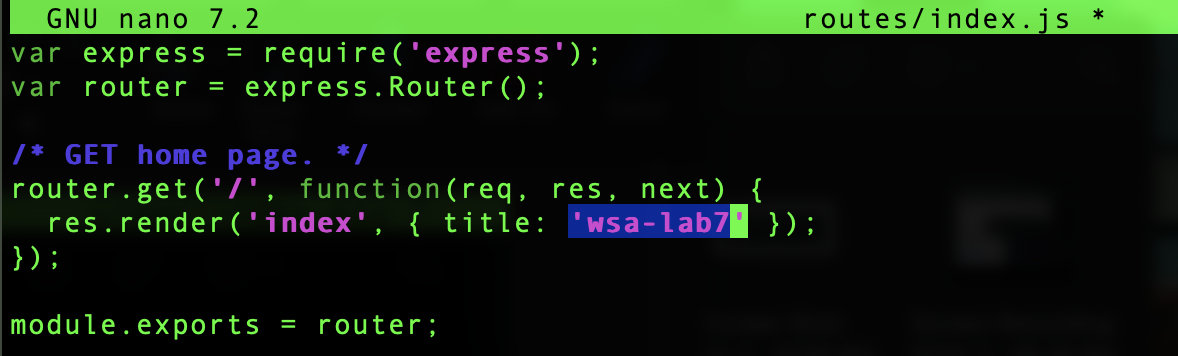 GNU nano 7.2 routes/index.js *
var express = require('express');
var router = express.Router();
/* GET home page. */
router.get('/', function(req, res, next) {
res.render('index', { title: 'wsa-lab7' });
});
module.exports = router;